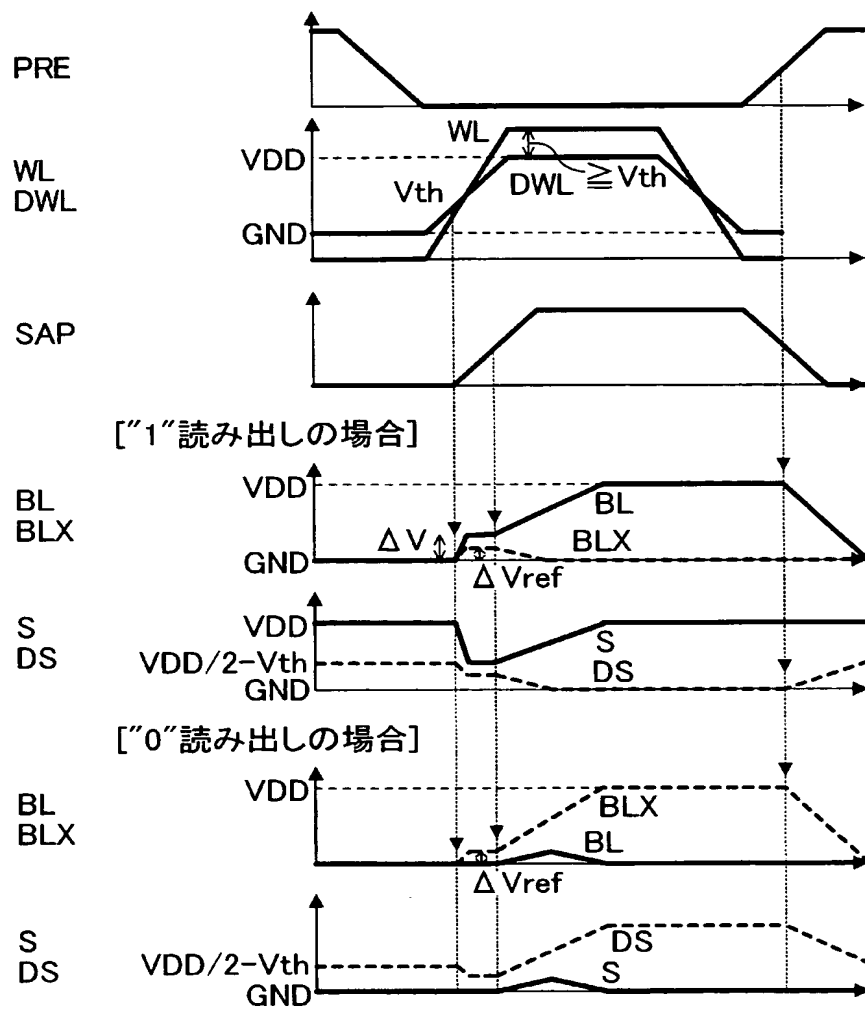 PRE
WL
DWL
VDD
GND
WL
Vth
DWL ≧ Vth
SAP
["1"読み出しの場合]
BL
BLX
VDD
GND
ΔV
BL
BLX
ΔVref
S
DS
VDD
VDD/2-Vth
GND
S
DS
["0"読み出しの場合]
BL
BLX
VDD
BLX
BL
ΔVref
S
DS
VDD/2-Vth
GND
DS
S